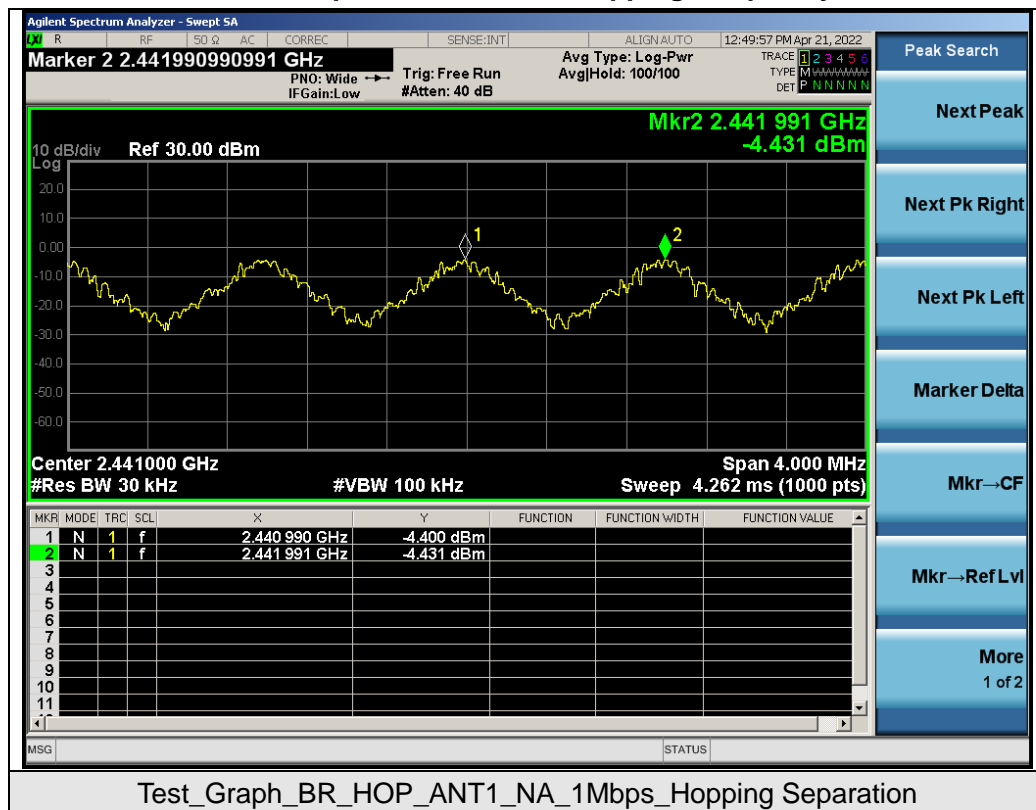 Agilent Spectrum Analyzer - Swept SA
LXI R RF 50 Ω AC CORREC SENSE:INT ALIGN AUTO 12:49:57 PM Apr 21, 2022
Marker 2 2.441990990991 GHz
PNO: Wide
IFGain:Low
Trig: Free Run
#Atten: 40 dB
Avg Type: Log-Pwr
Avg|Hold: 100/100
TRACE 1 2 3 4 5 6
TYPE M WWWWW
DET P N N N N N
Peak Search
Next Peak
Next Pk Right
Next Pk Left
Marker Delta
Mkr→CF
Mkr→Ref Lvl
More
1 of 2
Mkr2 2.441 991 GHz
-4.431 dBm
10 dB/div Ref 30.00 dBm
Log
20.0
10.0
0.00
-10.0
-20.0
-30.0
-40.0
-50.0
-60.0
1
2
Center 2.441000 GHz Span 4.000 MHz
#Res BW 30 kHz #VBW 100 kHz Sweep 4.262 ms (1000 pts)
MKR MODE TRC SCL X Y FUNCTION FUNCTION WIDTH FUNCTION VALUE
1 N 1 f 2.440 990 GHz -4.400 dBm
2 N 1 f 2.441 991 GHz -4.431 dBm
3
4
5
6
7
8
9
10
11
MSG STATUS
Test_Graph_BR_HOP_ANT1_NA_1Mbps_Hopping Separation